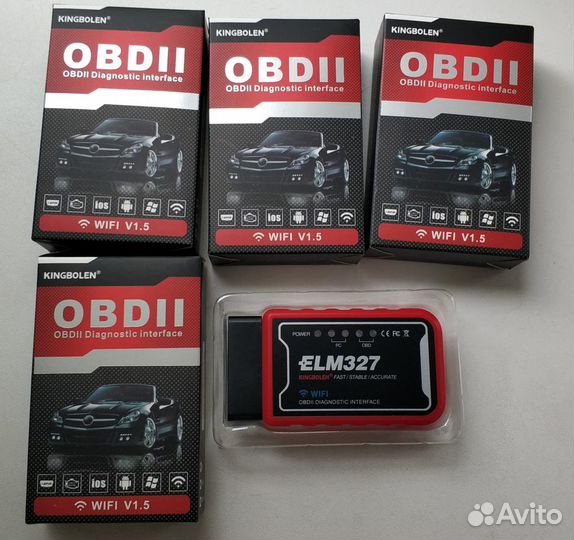 KINGBOLEN®
OBDII
OBDII Diagnostic interface
ios
WIFI V1.5
KINGBOLEN®
OBDII
OBDII Diagnostic interface
ios
WIFI V1.5
KINGBOLEN®
OBDII
OBDII Diagnostic interface
ios
WIFI V1.5
KINGBOLEN®
OBDII
OBDII Diagnostic interface
ios
WIFI V1.5
POWER
PC
OBD
CE FC
ELM327
KINGBOLEN® FAST / STABLE / ACCURATE
WIFI
OBDII DIAGNOSTIC INTERFACE
Avito